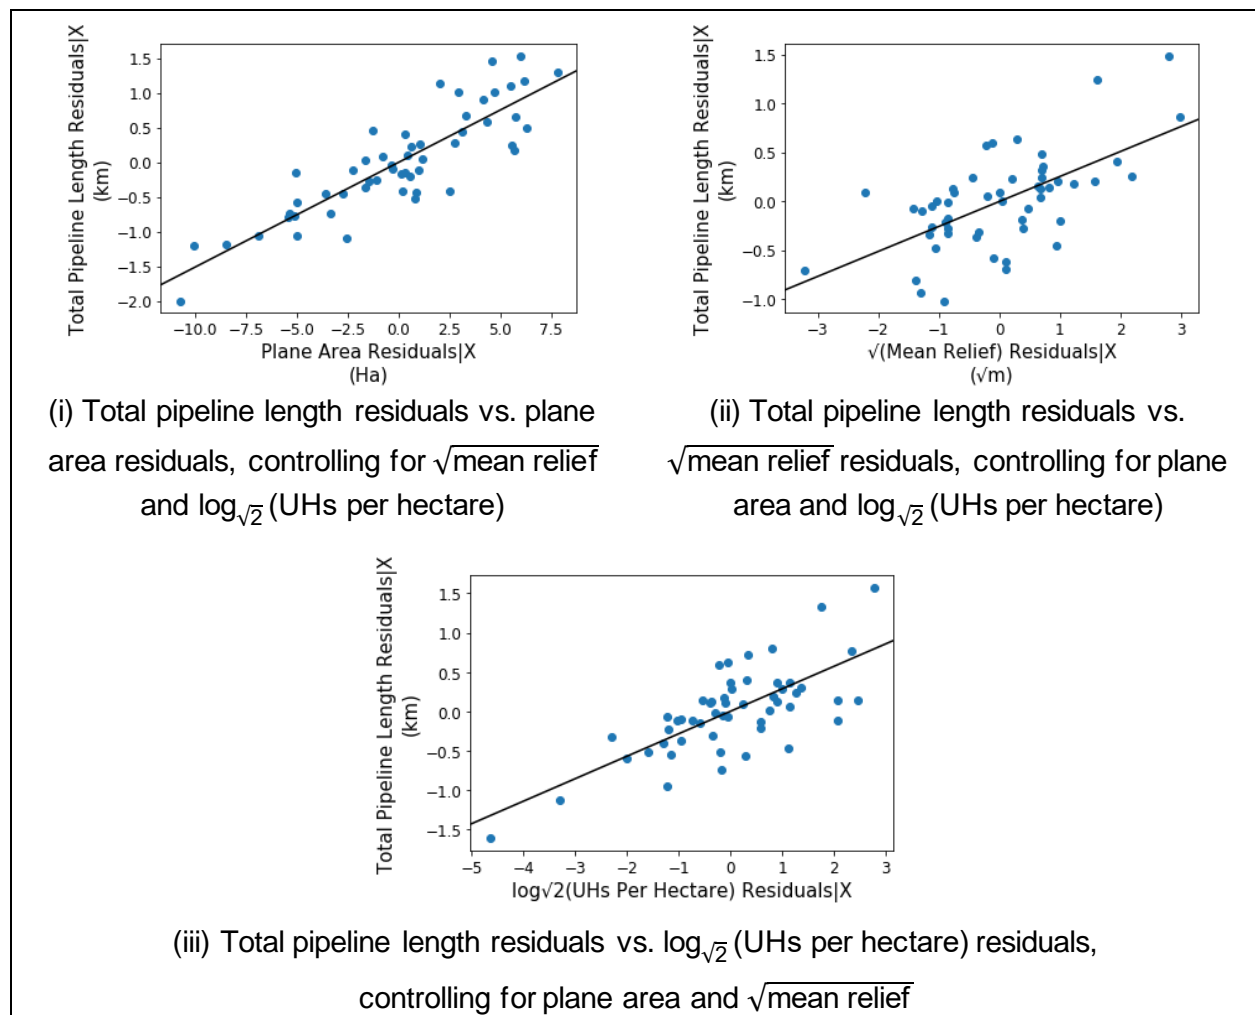 Total Pipeline Length Residuals|X
(km)
1.5
1.0
0.5
0.0
−0.5
−1.0
−1.5
−2.0
−10.0 −7.5 −5.0 −2.5 0.0 2.5 5.0 7.5
Plane Area Residuals|X
(Ha)
(i) Total pipeline length residuals vs. plane
area residuals, controlling for √mean relief
and log√2 (UHs per hectare)
Total Pipeline Length Residuals|X
(km)
1.5
1.0
0.5
0.0
−0.5
−1.0
−3 −2 −1 0 1 2 3
√(Mean Relief) Residuals|X
(√m)
(ii) Total pipeline length residuals vs.
√mean relief residuals, controlling for plane
area and log√2 (UHs per hectare)
Total Pipeline Length Residuals|X
(km)
1.5
1.0
0.5
0.0
−0.5
−1.0
−1.5
−5 −4 −3 −2 −1 0 1 2 3
log√2(UHs Per Hectare) Residuals|X
(iii) Total pipeline length residuals vs. log√2 (UHs per hectare) residuals,
controlling for plane area and √mean relief